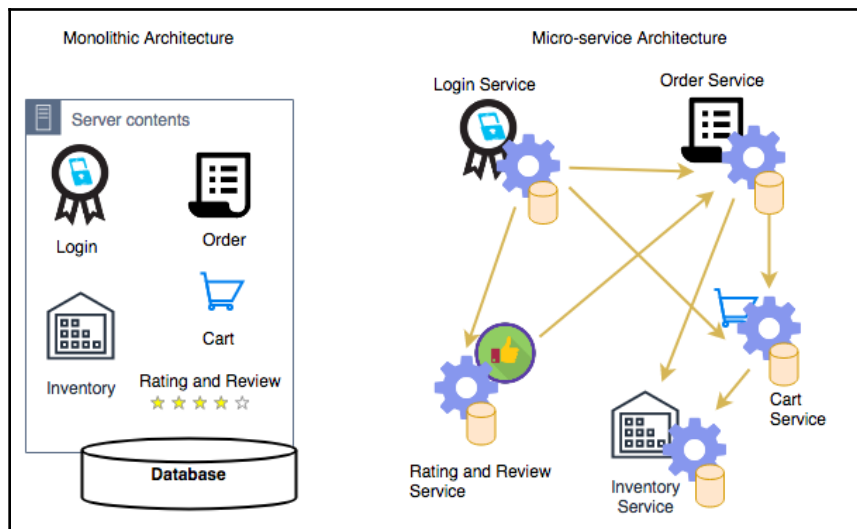 Monolithic Architecture
Server contents
Login
Order
Cart
Inventory
Rating and Review
Database
Micro-service Architecture
Login Service
Order Service
Cart
Service
Rating and Review
Service
Inventory
Service